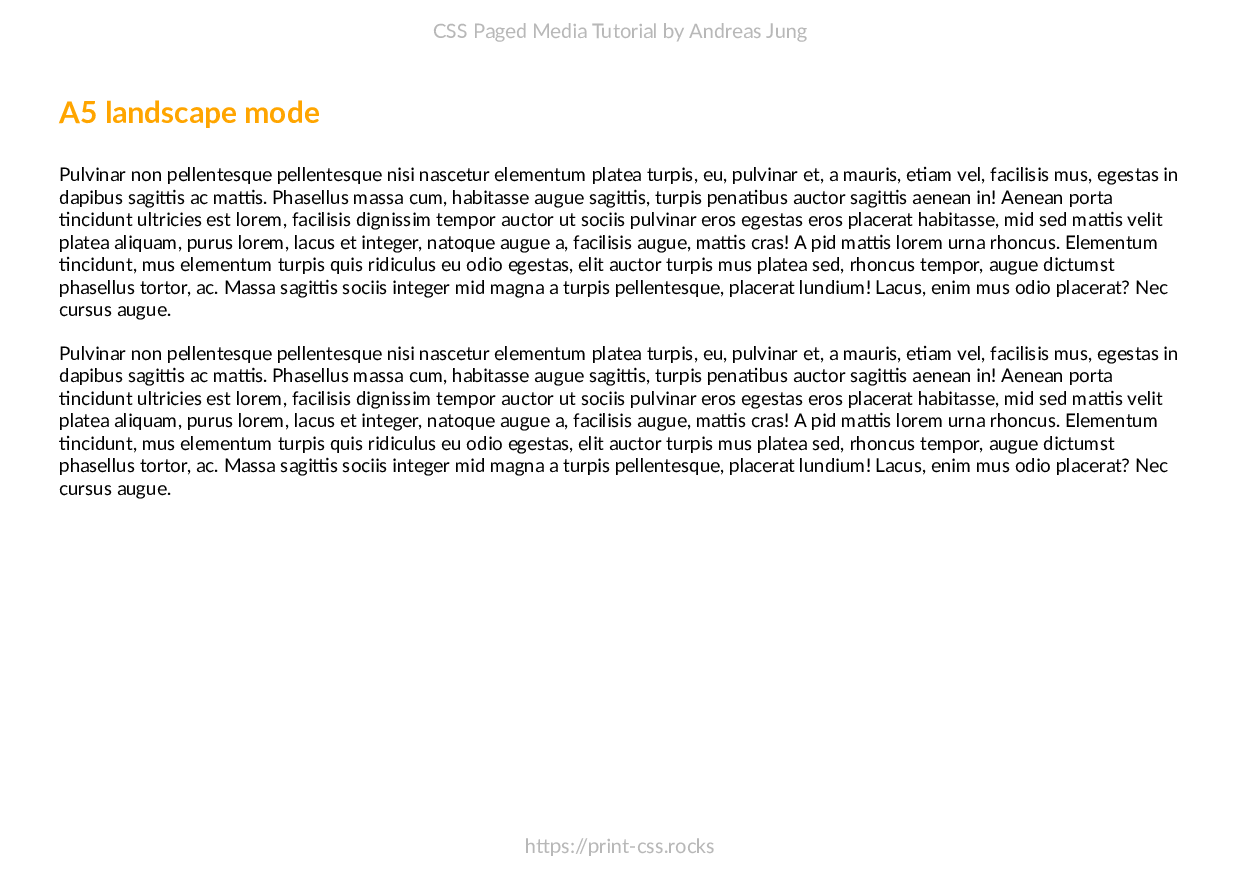 CSS Paged Media Tutorial by Andreas Jung
A5 landscape mode
Pulvinar non pellentesque pellentesque nisi nascetur elementum platea turpis, eu, pulvinar et, a mauris, etiam vel, facilisis mus, egestas in
dapibus sagittis ac mattis. Phasellus massa cum, habitasse augue sagittis, turpis penatibus auctor sagittis aenean in! Aenean porta
tincidunt ultricies est lorem, facilisis dignissim tempor auctor ut sociis pulvinar eros egestas eros placerat habitasse, mid sed mattis velit
platea aliquam, purus lorem, lacus et integer, natoque augue a, facilisis augue, mattis cras! A pid mattis lorem urna rhoncus. Elementum
tincidunt, mus elementum turpis quis ridiculus eu odio egestas, elit auctor turpis mus platea sed, rhoncus tempor, augue dictumst
phasellus tortor, ac. Massa sagittis sociis integer mid magna a turpis pellentesque, placerat lundium! Lacus, enim mus odio placerat? Nec
cursus augue.
Pulvinar non pellentesque pellentesque nisi nascetur elementum platea turpis, eu, pulvinar et, a mauris, etiam vel, facilisis mus, egestas in
dapibus sagittis ac mattis. Phasellus massa cum, habitasse augue sagittis, turpis penatibus auctor sagittis aenean in! Aenean porta
tincidunt ultricies est lorem, facilisis dignissim tempor auctor ut sociis pulvinar eros egestas eros placerat habitasse, mid sed mattis velit
platea aliquam, purus lorem, lacus et integer, natoque augue a, facilisis augue, mattis cras! A pid mattis lorem urna rhoncus. Elementum
tincidunt, mus elementum turpis quis ridiculus eu odio egestas, elit auctor turpis mus platea sed, rhoncus tempor, augue dictumst
phasellus tortor, ac. Massa sagittis sociis integer mid magna a turpis pellentesque, placerat lundium! Lacus, enim mus odio placerat? Nec
cursus augue.
https://print-css.rocks